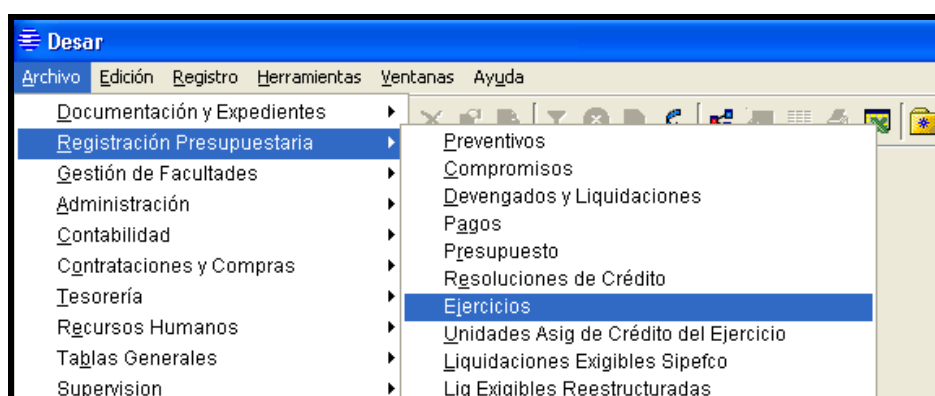 Desar
Archivo Edición Registro Herramientas Ventanas Ayuda
Documentación y Expedientes
Registración Presupuestaria
Gestión de Facultades
Administración
Contabilidad
Contrataciones y Compras
Tesorería
Recursos Humanos
Tablas Generales
Supervision
Preventivos
Compromisos
Devengados y Liquidaciones
Pagos
Presupuesto
Resoluciones de Crédito
Ejercicios
Unidades Asig de Crédito del Ejercicio
Liquidaciones Exigibles Sipefco
Liq Exigibles Reestructuradas